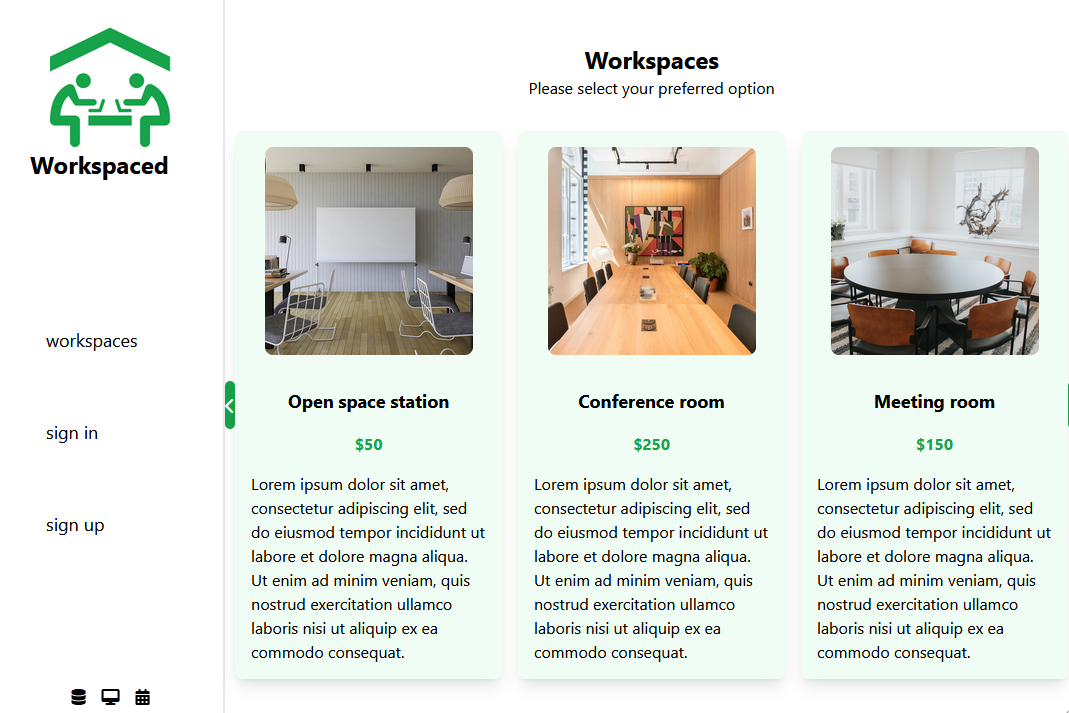 Workspaced
workspaces
sign in
sign up
Workspaces
Please select your preferred option
Open space station
$50
Lorem ipsum dolor sit amet,
consectetur adipiscing elit, sed
do eiusmod tempor incididunt ut
labore et dolore magna aliqua.
Ut enim ad minim veniam, quis
nostrud exercitation ullamco
laboris nisi ut aliquip ex ea
commodo consequat.
Conference room
$250
Lorem ipsum dolor sit amet,
consectetur adipiscing elit, sed
do eiusmod tempor incididunt ut
labore et dolore magna aliqua.
Ut enim ad minim veniam, quis
nostrud exercitation ullamco
laboris nisi ut aliquip ex ea
commodo consequat.
Meeting room
$150
Lorem ipsum dolor sit amet,
consectetur adipiscing elit, sed
do eiusmod tempor incididunt ut
labore et dolore magna aliqua.
Ut enim ad minim veniam, quis
nostrud exercitation ullamco
laboris nisi ut aliquip ex ea
commodo consequat.